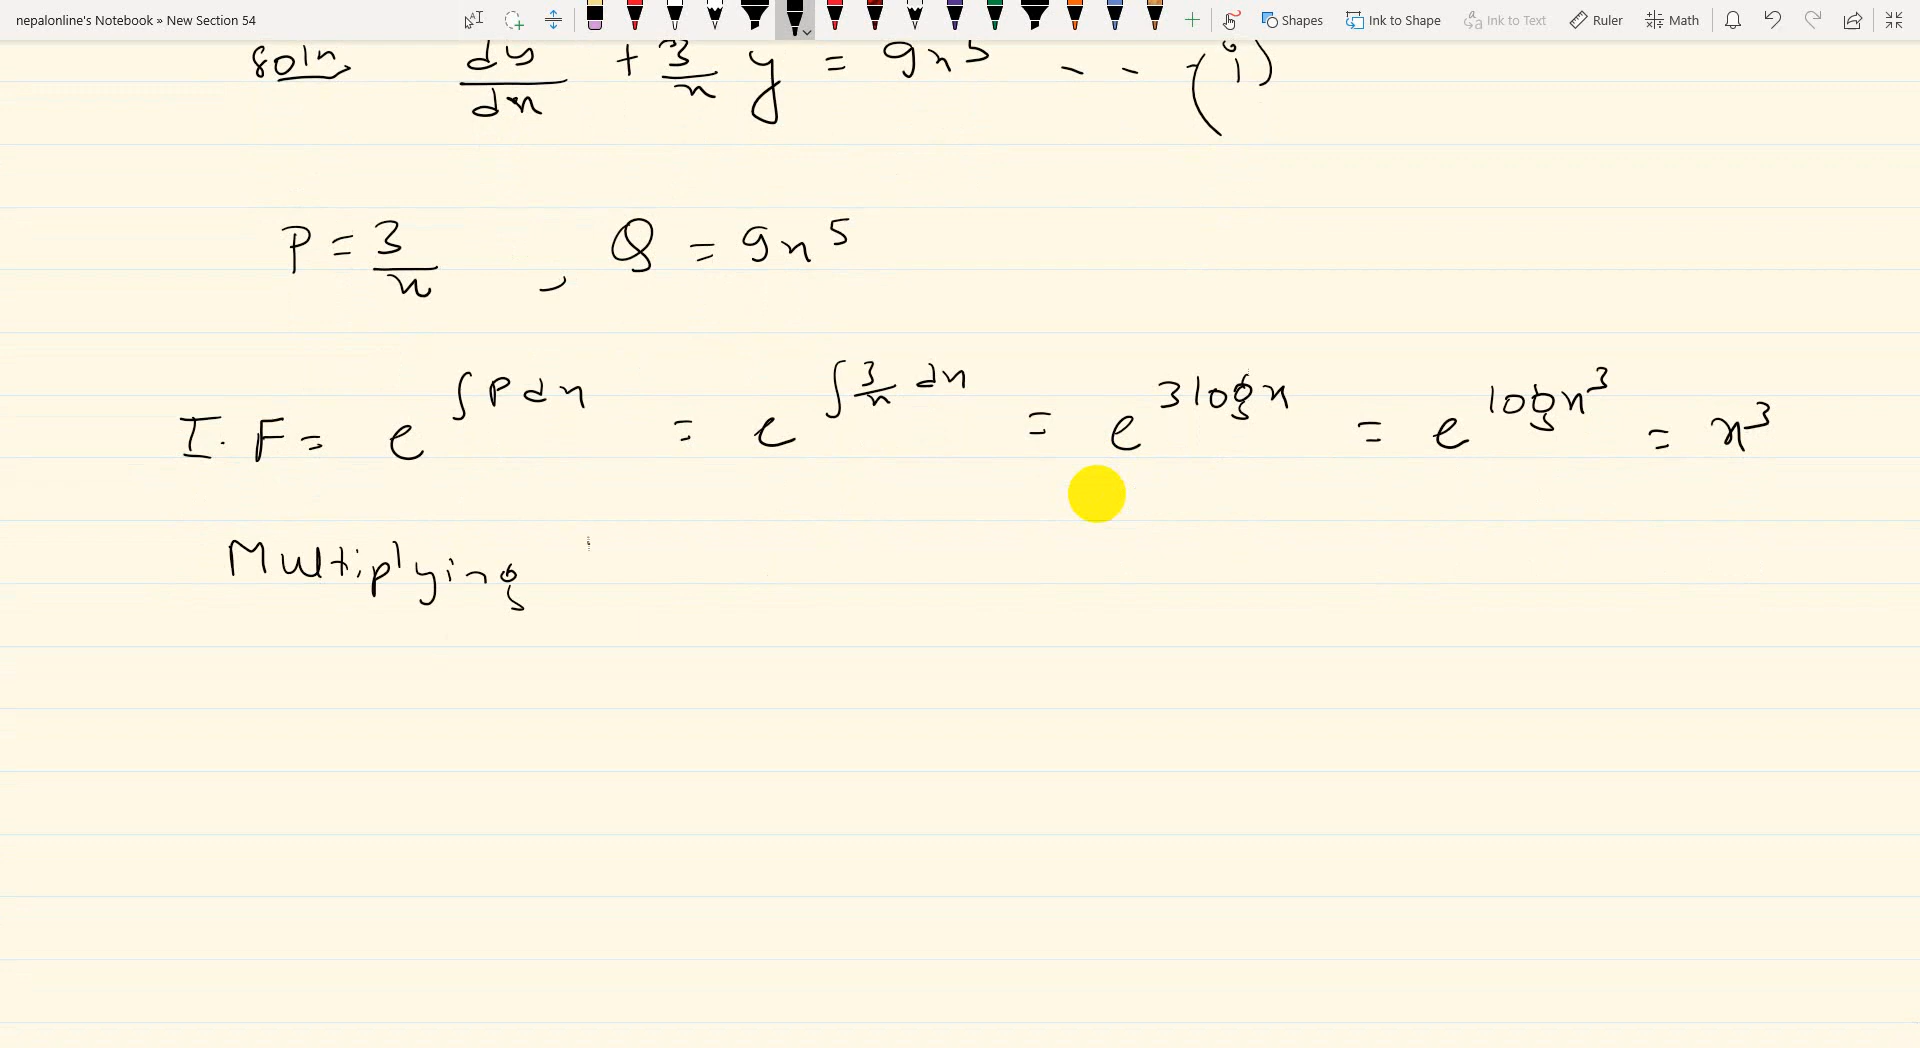 nepalonline's Notebook » New Section 54 Shapes Ink to Shape Ink to Text Ruler Math
soln dy/dx + 3/x y = 9x^5 - - - (i)
P = 3/x , Q = 9x^5
I.F = e^∫P dx = e^∫3/x dx = e^3logx = e^logx^3 = x^3
Multiplying